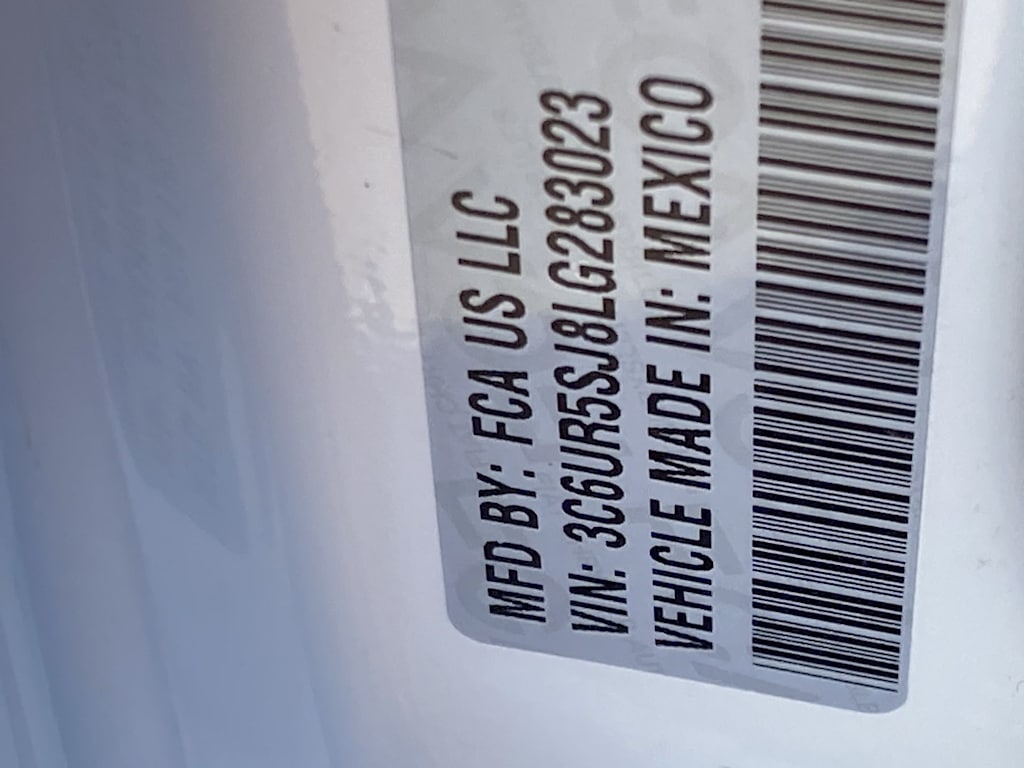 MFD BY: FCA US LLC
VIN: 3C6UR5SJ8LG283023
VEHICLE MADE IN: MEXICO